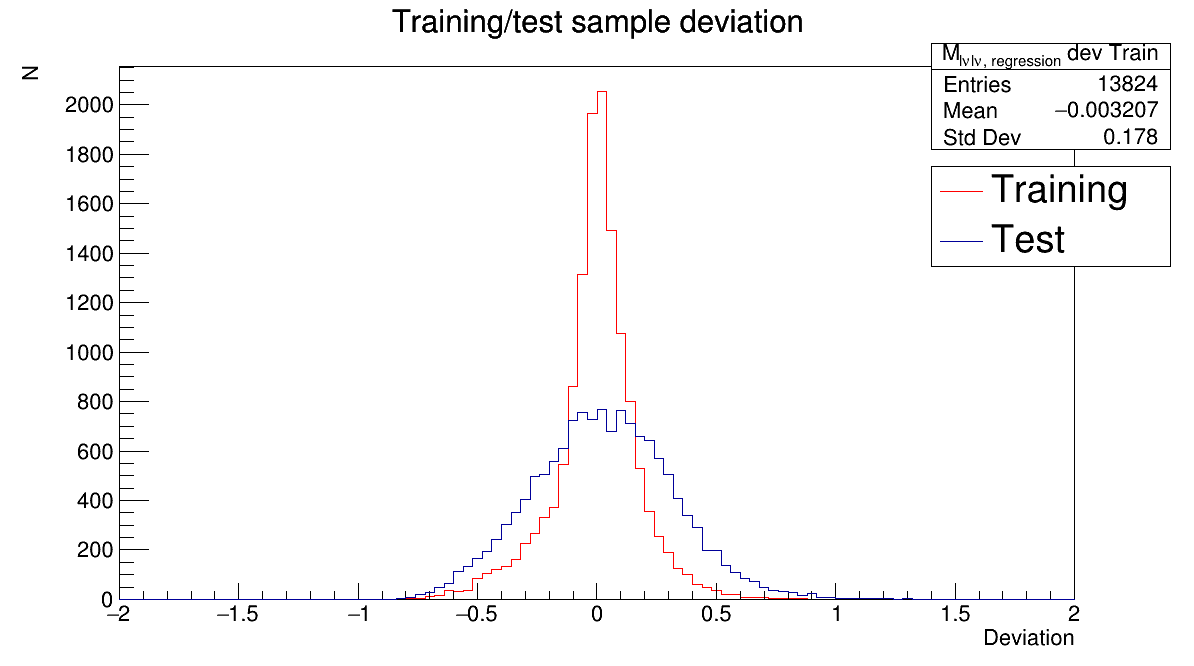 Training/test sample deviation
N
M_lνlν, regression dev Train
Entries 13824
Mean −0.003207
Std Dev 0.178
Training
Test
2000
1800
1600
1400
1200
1000
800
600
400
200
0
−2 −1.5 −1 −0.5 0 0.5 1 1.5 2
Deviation